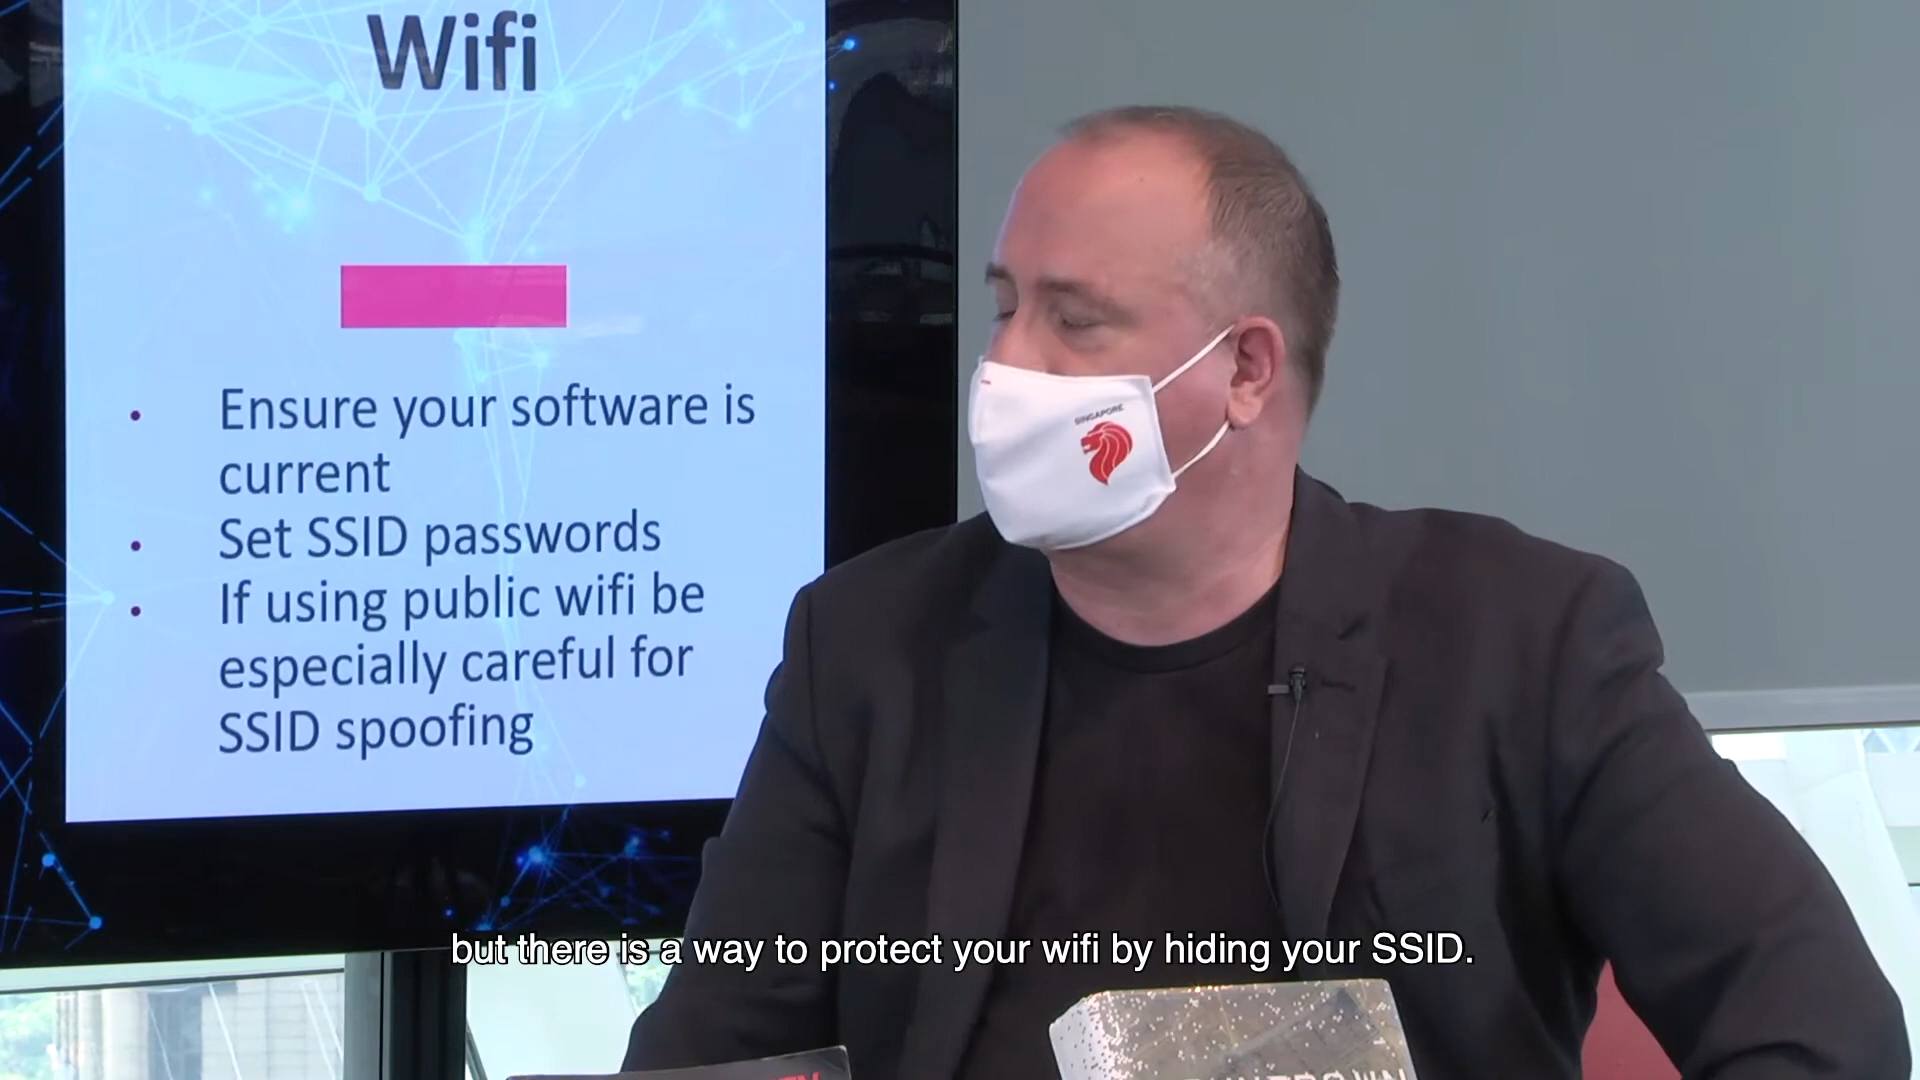 Wifi
• Ensure your software is
current
• Set SSID passwords
• If using public wifi be
especially careful for
SSID spoofing
SINGAPORE
but there is a way to protect your wifi by hiding your SSID.